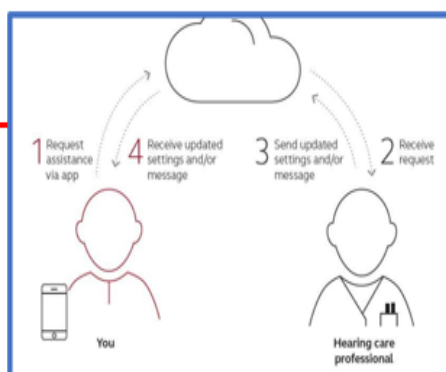 1 Request
assistance
via app
4 Receive updated
settings and/or
message
3 Send updated
settings and/or
message
2 Receive
request
You
Hearing care
professional